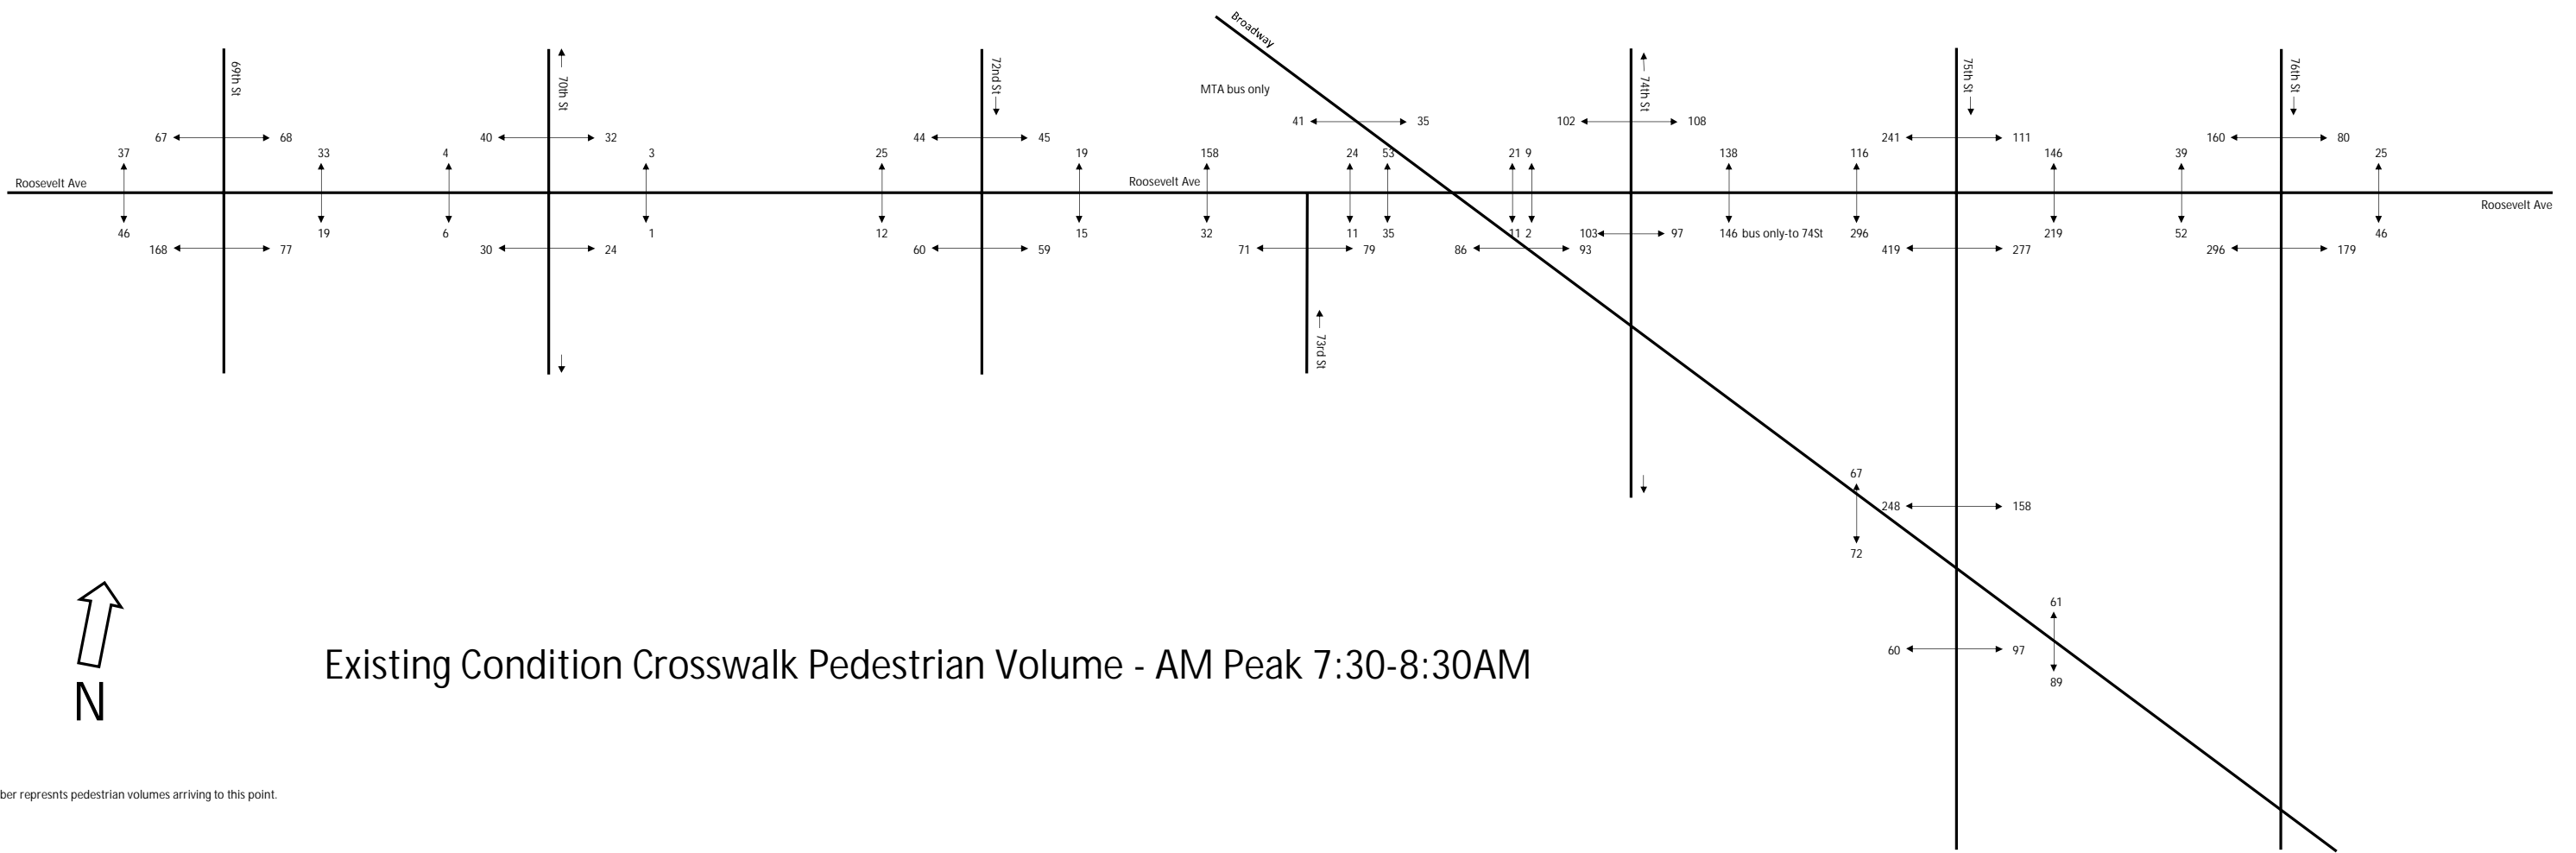 Broadway
69th St
70th St
72nd St
74th St
75th St
76th St
MTA bus only
41 35
102 108
67 68
40 32
44 45
241 111
160 80
37 33 4 3 25 19 158 24 53 21 9 138 116 146 39 25
Roosevelt Ave
Roosevelt Ave
Roosevelt Ave
46 19 6 1 12 15 32 11 35 11 2 103 97 146 bus only-to 74St 296 219 52 46
168 77 30 24 60 59 71 79 86 93 419 277 296 179
73rd St
67
248 158
72
61
60 97
89
N
Existing Condition Crosswalk Pedestrian Volume - AM Peak 7:30-8:30AM
ber represnts pedestrian volumes arriving to this point.